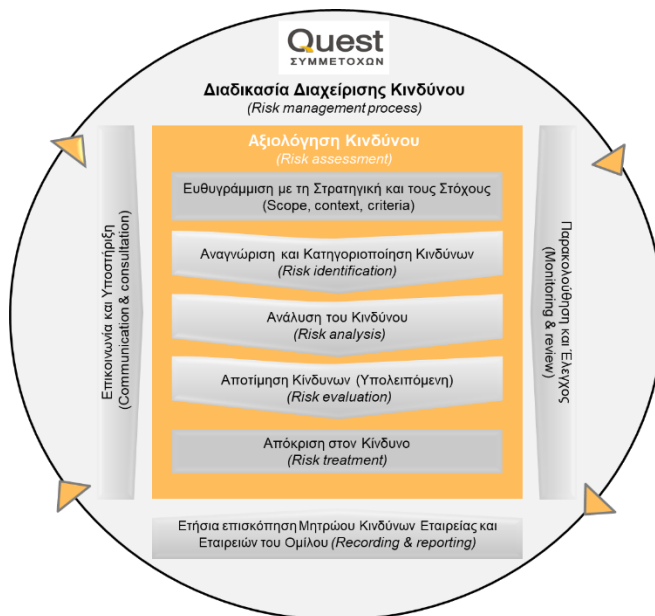 Quest
ΣΥΜΜΕΤΟΧΩΝ
Διαδικασία Διαχείρισης Κινδύνου
(Risk management process)
Αξιολόγηση Κινδύνου
(Risk assessment)
Ευθυγράμμιση με τη Στρατηγική και τους Στόχους
(Scope, context, criteria)
Αναγνώριση και Κατηγοριοποίηση Κινδύνων
(Risk identification)
Ανάλυση του Κινδύνου
(Risk analysis)
Αποτίμηση Κίνδυνων (Υπολειπόμενη)
(Risk evaluation)
Απόκριση στον Κίνδυνο
(Risk treatment)
Επικοινωνία και Υποστήριξη
(Communication & consultation)
Παρακολούθηση και Έλεγχος
(Monitoring & review)
Ετήσια επισκόπηση Μητρώου Κινδύνων Εταιρείας και
Εταιρειών του Ομίλου (Recording & reporting)